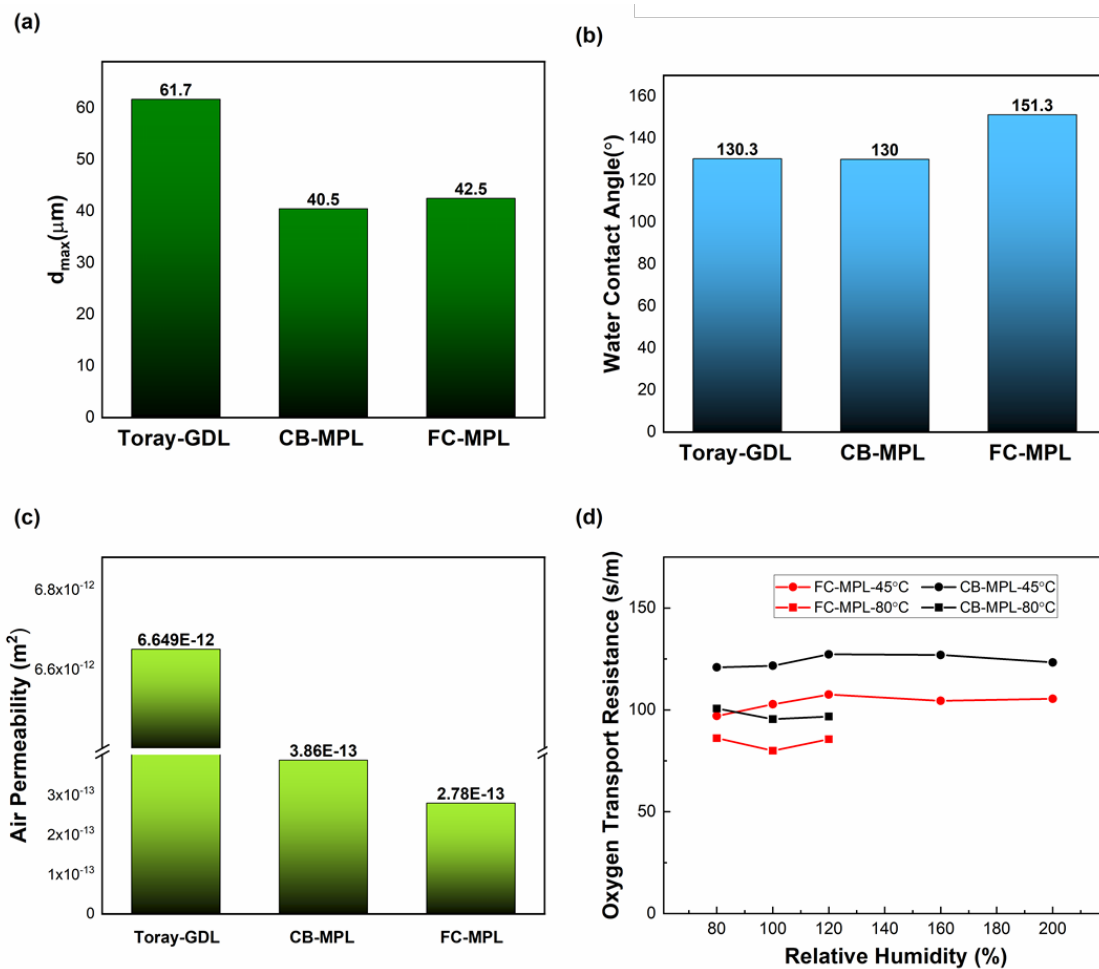 (a)
61.7
40.5
42.5
60
50
40
30
20
10
0
dmax(μm)
Toray-GDL CB-MPL FC-MPL
(b)
130.3
130
151.3
160
140
120
100
80
60
40
20
0
Water Contact Angle(°)
Toray-GDL CB-MPL FC-MPL
(c)
6.649E-12
3.86E-13
2.78E-13
6.8x10⁻¹²
6.6x10⁻¹²
3x10⁻¹³
2x10⁻¹³
1x10⁻¹³
0
Air Permeability (m²)
Toray-GDL CB-MPL FC-MPL
(d)
FC-MPL-45°C CB-MPL-45°C
FC-MPL-80°C CB-MPL-80°C
150
100
50
0
Oxygen Transport Resistance (s/m)
80 100 120 140 160 180 200
Relative Humidity (%)